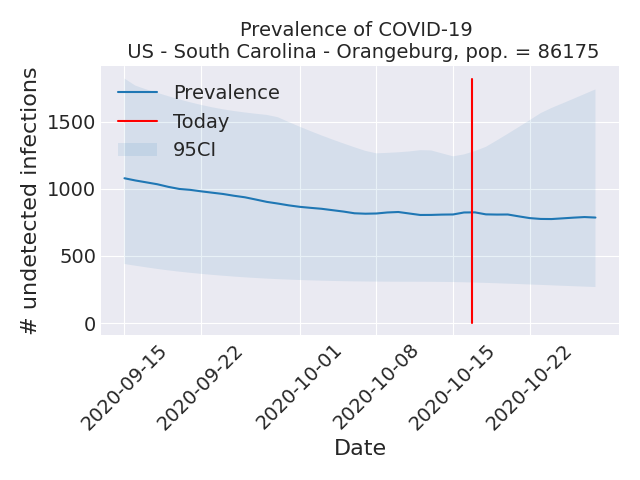 Prevalence of COVID-19
US - South Carolina - Orangeburg, pop. = 86175
# undetected infections
1500
1000
500
0
Prevalence
Today
95CI
2020-09-15
2020-09-22
2020-10-01
2020-10-08
2020-10-15
2020-10-22
Date